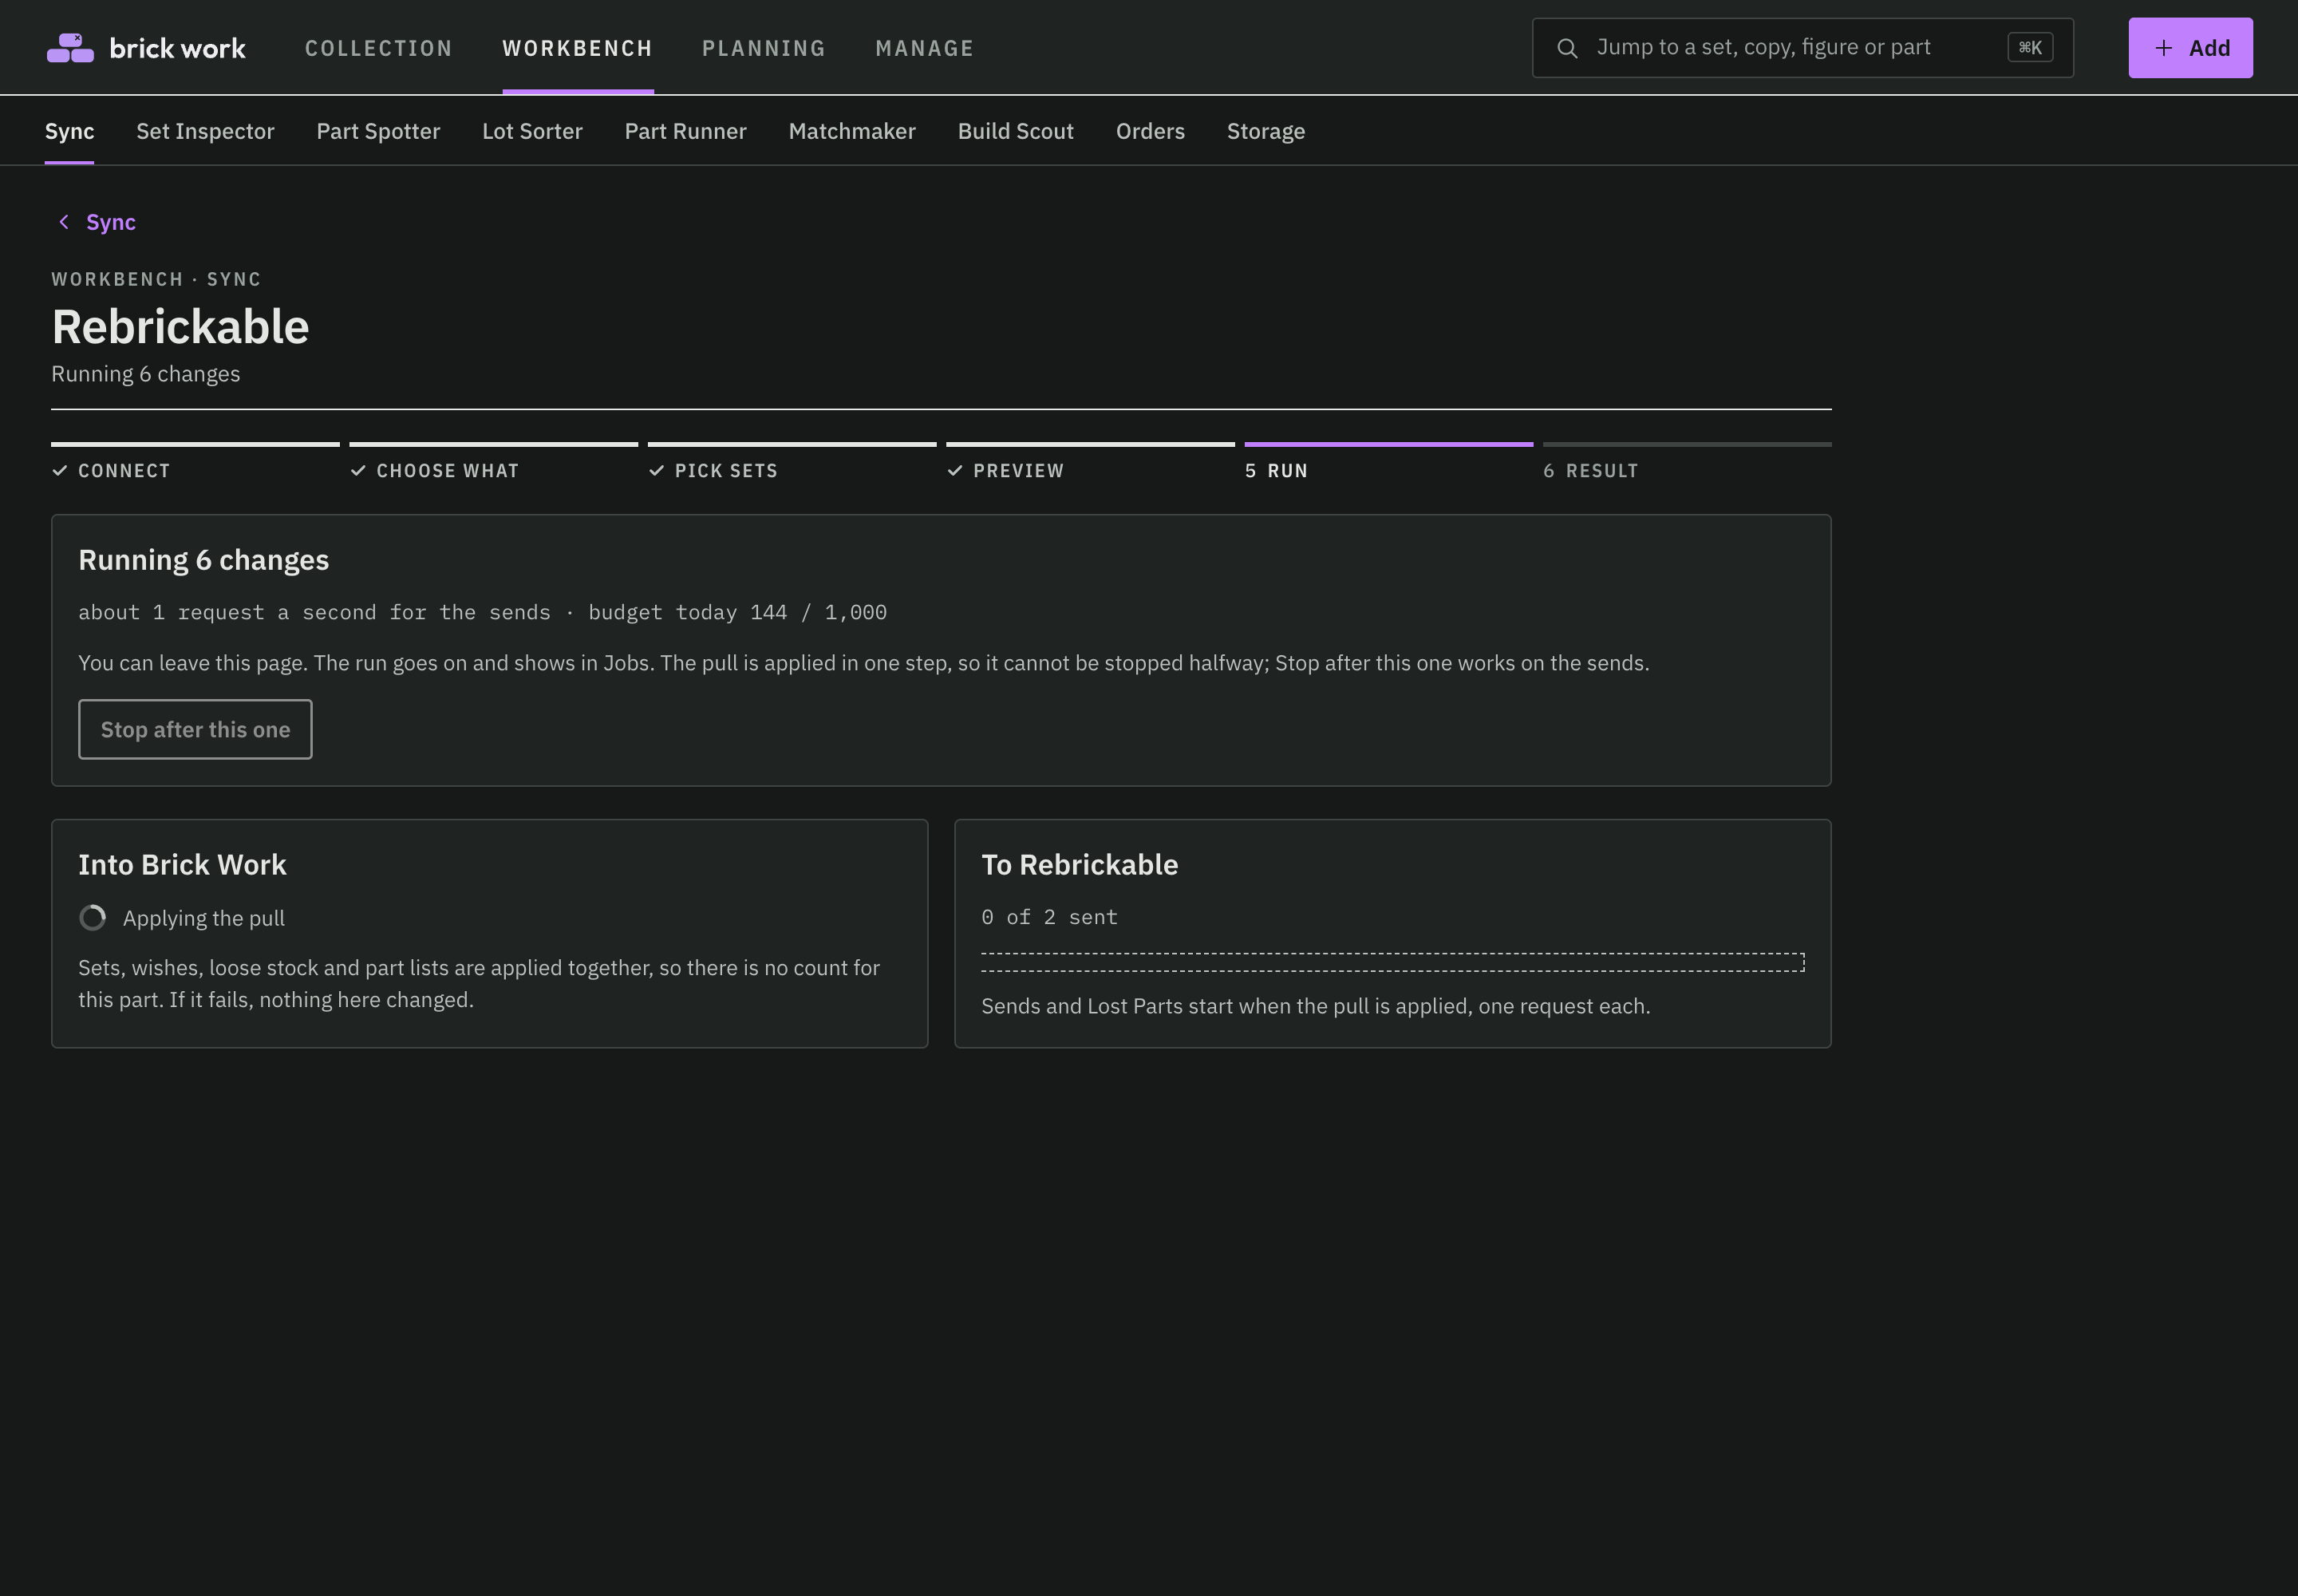 brick work
COLLECTION
WORKBENCH
PLANNING
MANAGE
Jump to a set, copy, figure or part
⌘K
+ Add
Sync
Set Inspector
Part Spotter
Lot Sorter
Part Runner
Matchmaker
Build Scout
Orders
Storage
Sync
WORKBENCH · SYNC
Rebrickable
Running 6 changes
CONNECT
CHOOSE WHAT
PICK SETS
PREVIEW
5 RUN
6 RESULT
Running 6 changes
about 1 request a second for the sends · budget today 144 / 1,000
You can leave this page. The run goes on and shows in Jobs. The pull is applied in one step, so it cannot be stopped halfway; Stop after this one works on the sends.
Stop after this one
Into Brick Work
Applying the pull
Sets, wishes, loose stock and part lists are applied together, so there is no count for
this part. If it fails, nothing here changed.
To Rebrickable
0 of 2 sent
Sends and Lost Parts start when the pull is applied, one request each.